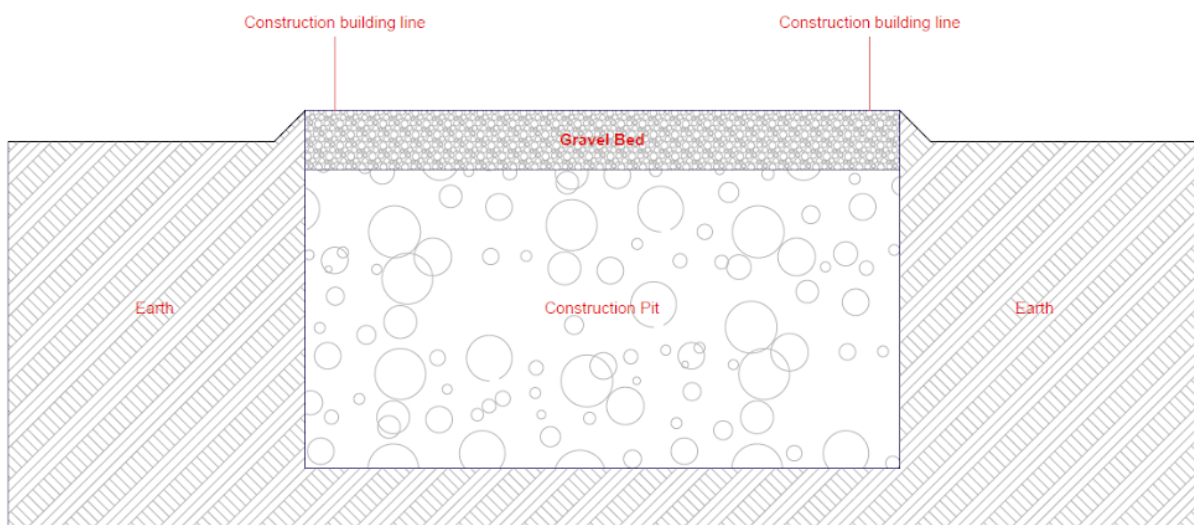 Construction building line
Construction building line
Gravel Bed
Earth
Construction Pit
Earth